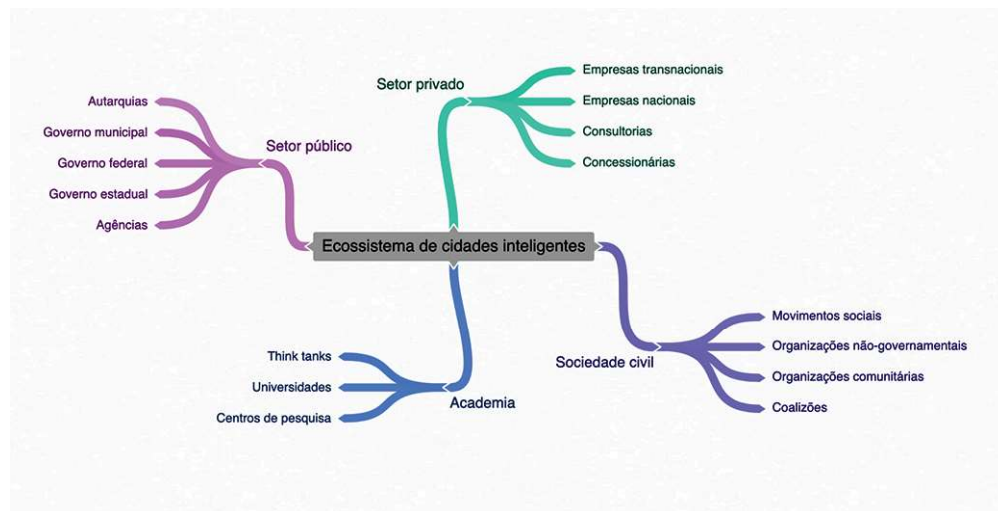 Setor privado
Empresas transnacionais
Empresas nacionais
Consultorias
Concessionárias
Setor público
Autarquias
Governo municipal
Governo federal
Governo estadual
Agências
Ecossistema de cidades inteligentes
Sociedade civil
Movimentos sociais
Organizações não-governamentais
Organizações comunitárias
Coalizões
Academia
Think tanks
Universidades
Centros de pesquisa